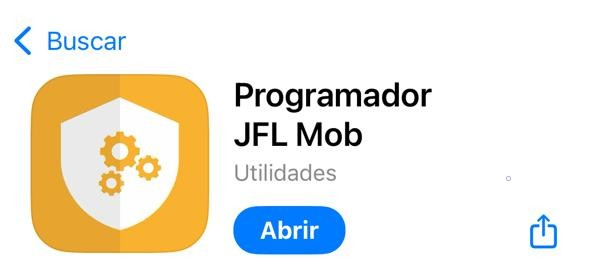 Buscar
Programador
JFL Mob
Utilidades
Abrir